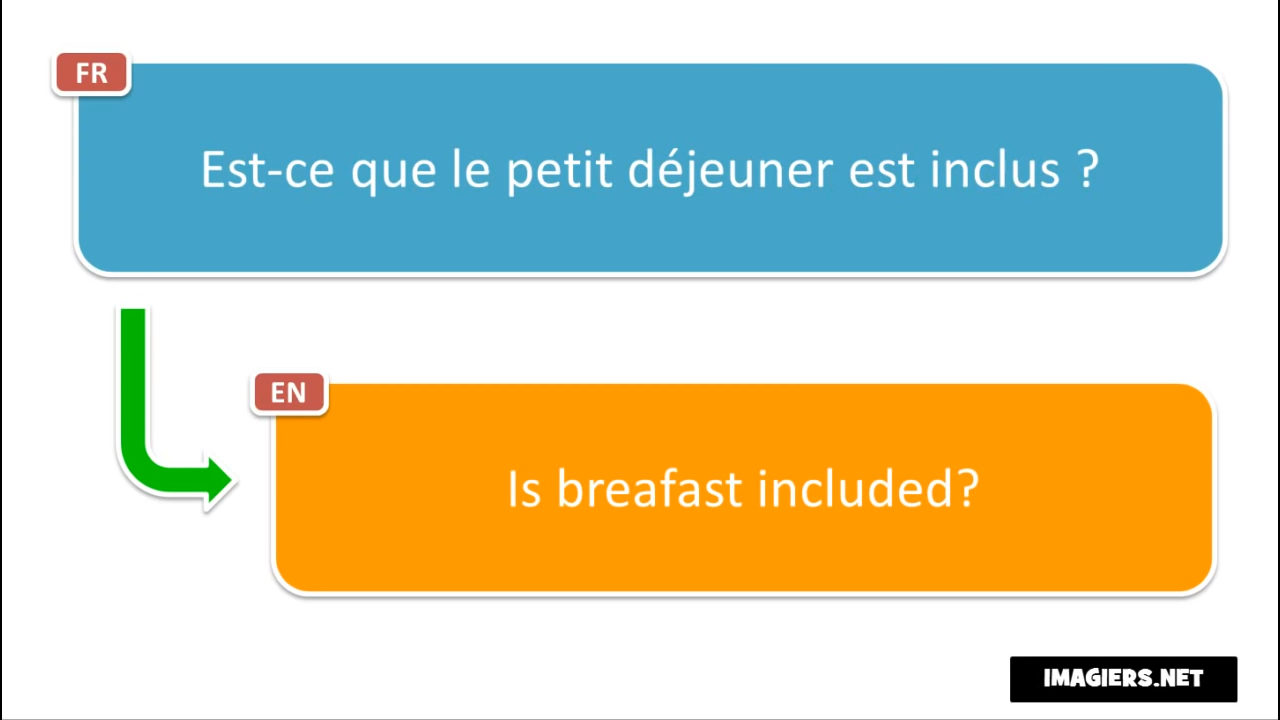 FR
Est-ce que le petit déjeuner est inclus ?
EN
Is breafast included?
IMAGIERS.NET